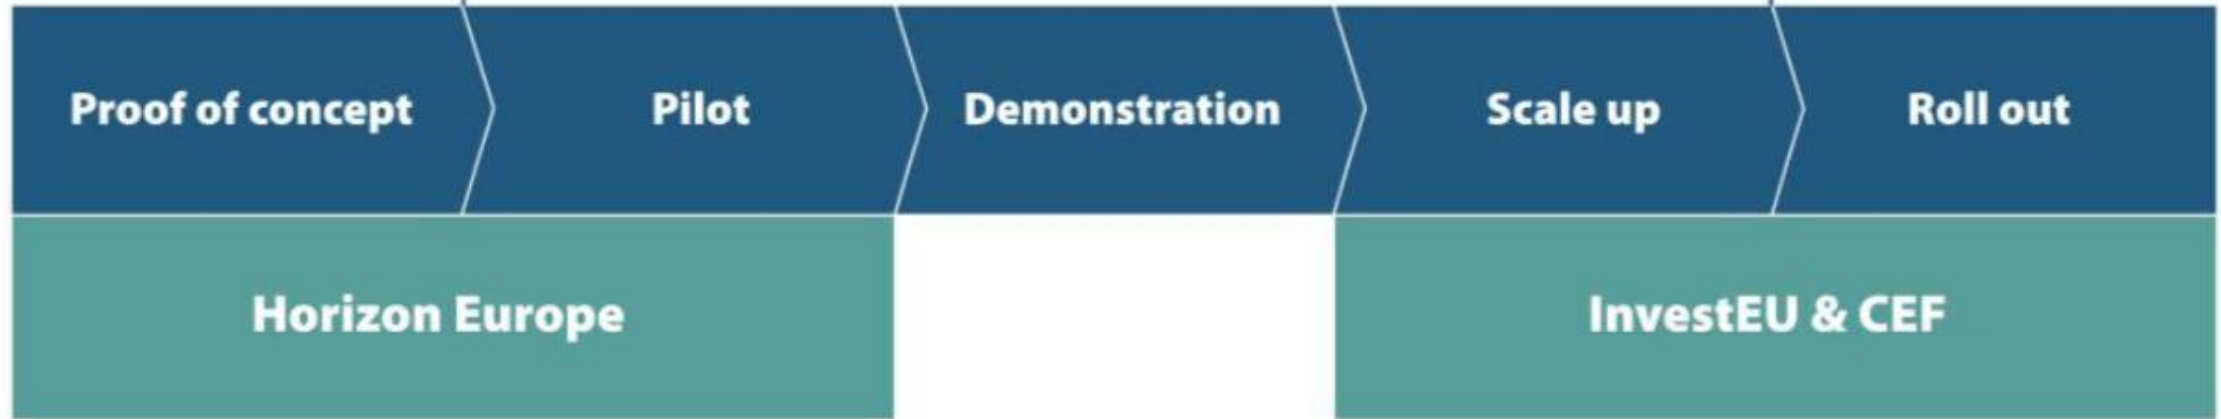 Proof of concept
Pilot
Demonstration
Scale up
Roll out
Horizon Europe
InvestEU & CEF